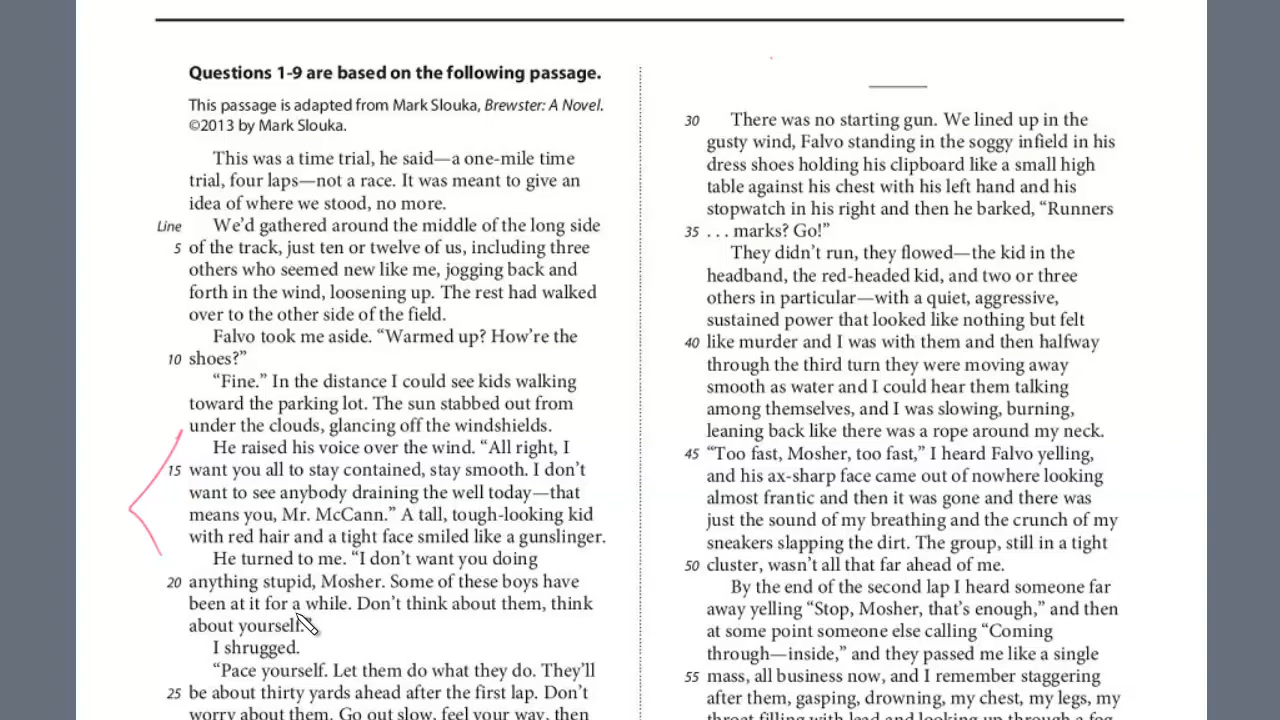 Questions 1-9 are based on the following passage.
This passage is adapted from Mark Slouka, Brewster: A Novel.
©2013 by Mark Slouka.
This was a time trial, he said—a one-mile time
trial, four laps—not a race. It was meant to give an
idea of where we stood, no more.
Line We’d gathered around the middle of the long side
5 of the track, just ten or twelve of us, including three
others who seemed new like me, jogging back and
forth in the wind, loosening up. The rest had walked
over to the other side of the field.
Falvo took me aside. “Warmed up? How’re the
10 shoes?”
“Fine.” In the distance I could see kids walking
toward the parking lot. The sun stabbed out from
under the clouds, glancing off the windshields.
He raised his voice over the wind. “All right, I
15 want you all to stay contained, stay smooth. I don’t
want to see anybody draining the well today—that
means you, Mr. McCann.” A tall, tough-looking kid
with red hair and a tight face smiled like a gunslinger.
He turned to me. “I don’t want you doing
20 anything stupid, Mosher. Some of these boys have
been at it for a while. Don’t think about them, think
about yourself.”
I shrugged.
“Pace yourself. Let them do what they do. They’ll
25 be about thirty yards ahead after the first lap. Don’t
worry about them. Go out slow, feel your way, then
30 There was no starting gun. We lined up in the
gusty wind, Falvo standing in the soggy infield in his
dress shoes holding his clipboard like a small high
table against his chest with his left hand and his
stopwatch in his right and then he barked, “Runners
35 . . . marks? Go!”
They didn’t run, they flowed—the kid in the
headband, the red-headed kid, and two or three
others in particular—with a quiet, aggressive,
sustained power that looked like nothing but felt
40 like murder and I was with them and then halfway
through the third turn they were moving away
smooth as water and I could hear them talking
among themselves, and I was slowing, burning,
leaning back like there was a rope around my neck.
45 “Too fast, Mosher, too fast,” I heard Falvo yelling,
and his ax-sharp face came out of nowhere looking
almost frantic and then it was gone and there was
just the sound of my breathing and the crunch of my
sneakers slapping the dirt. The group, still in a tight
50 cluster, wasn’t all that far ahead of me.
By the end of the second lap I heard someone far
away yelling “Stop, Mosher, that’s enough,” and then
at some point someone else calling “Coming
through—inside,” and they passed me like a single
55 mass, all business now, and I remember staggering
after them, gasping, drowning, my chest, my legs, my
throat filling with lead and looking up through a fog